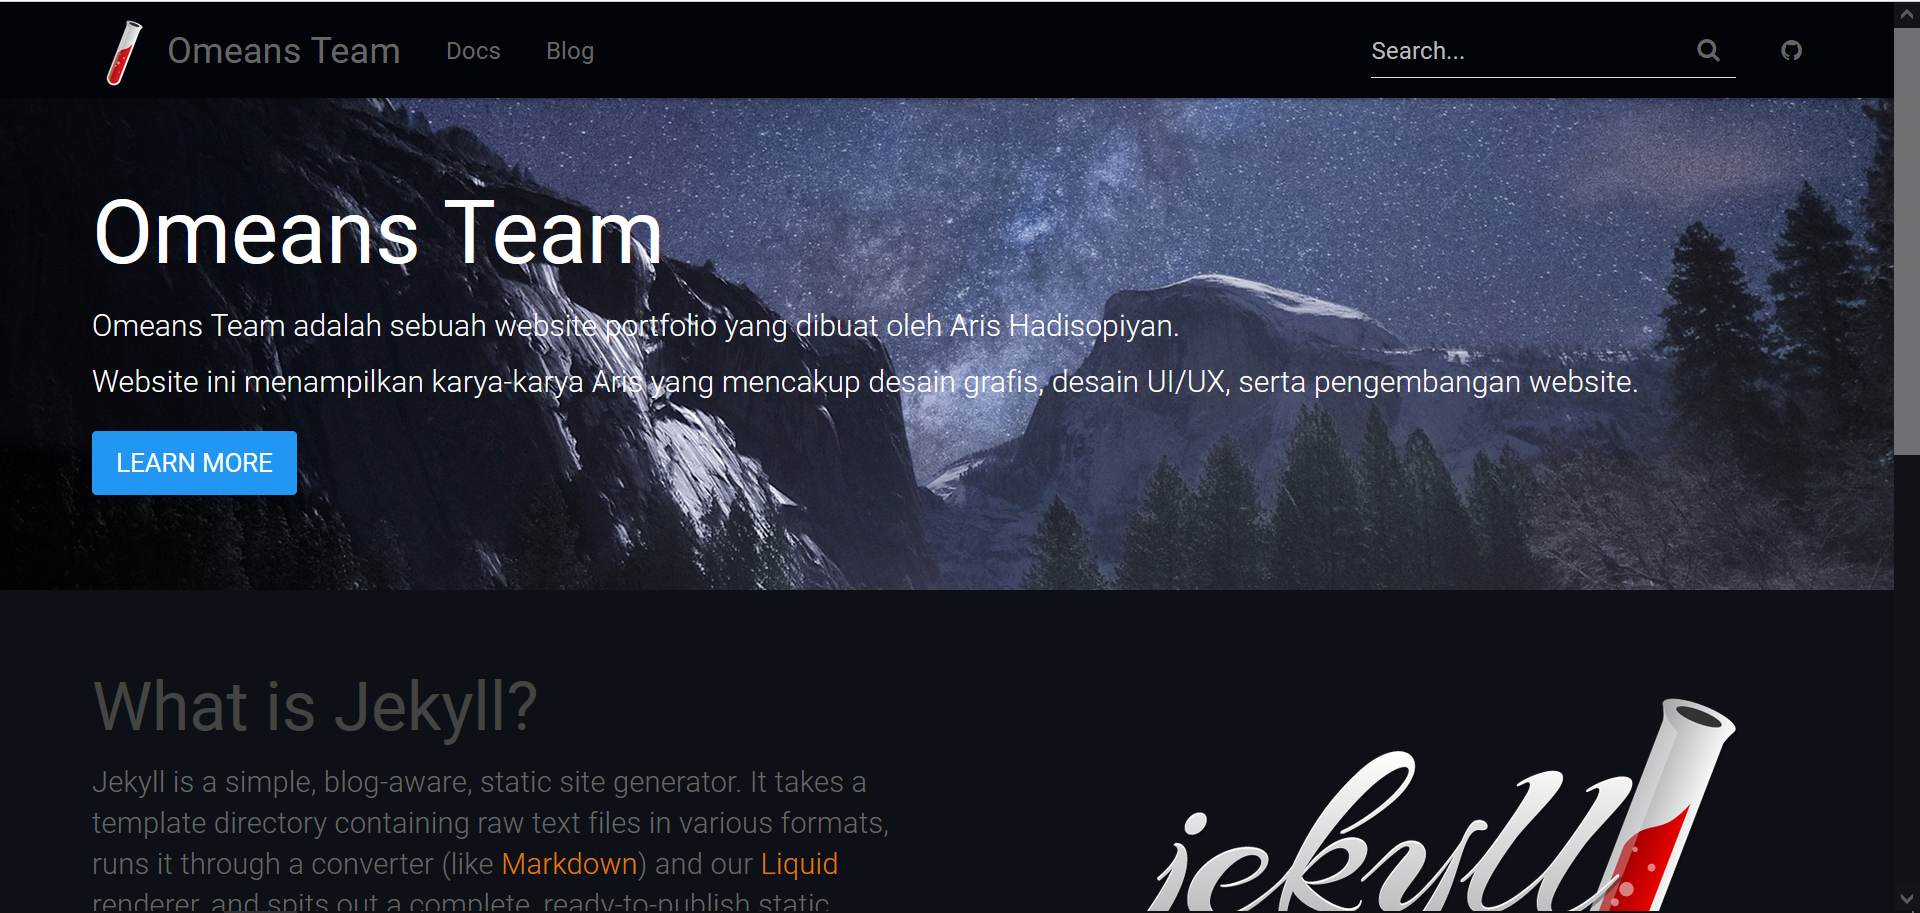 Omeans Team Docs Blog Search...
Omeans Team
Omeans Team adalah sebuah website portfolio yang dibuat oleh Aris Hadisopiyan.
Website ini menampilkan karya-karya Aris yang mencakup desain grafis, desain UI/UX, serta pengembangan website.
LEARN MORE
What is Jekyll?
Jekyll is a simple, blog-aware, static site generator. It takes a
template directory containing raw text files in various formats,
runs it through a converter (like Markdown) and our Liquid
renderer, and spits out a complete, ready-to-publish static
jekyll